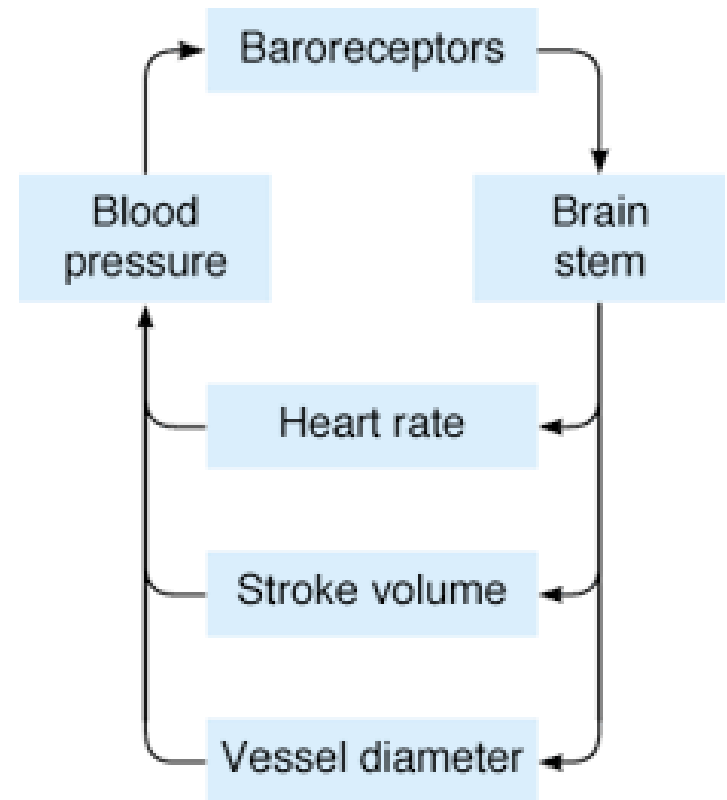 Baroreceptors
Blood
pressure
Brain
stem
Heart rate
Stroke volume
Vessel diameter